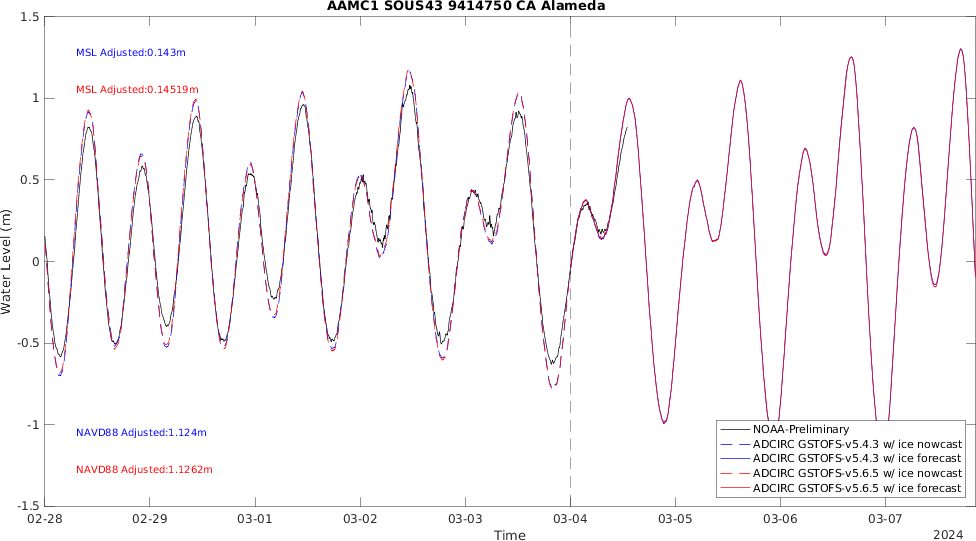 AAMC1 SOUS43 9414750 CA Alameda
1.5
MSL Adjusted:0.143m
MSL Adjusted:0.14519m
1
0.5
0
-0.5
-1
-1.5
Water Level (m)
NAVD88 Adjusted:1.124m
NAVD88 Adjusted:1.1262m
NOAA-Preliminary
ADCIRC GSTOFS-v5.4.3 w/ ice nowcast
ADCIRC GSTOFS-v5.4.3 w/ ice forecast
ADCIRC GSTOFS-v5.6.5 w/ ice nowcast
ADCIRC GSTOFS-v5.6.5 w/ ice forecast
02-28 02-29 03-01 03-02 03-03 03-04 03-05 03-06 03-07
Time
2024